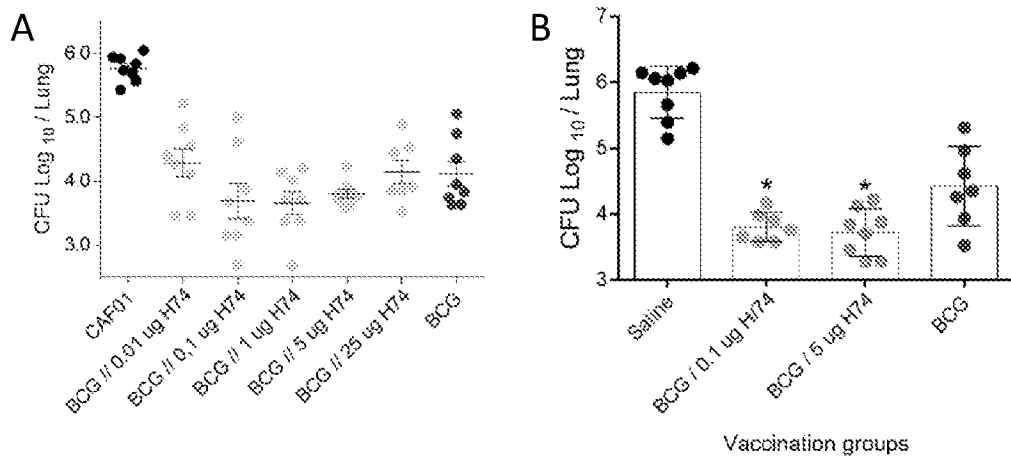 A
CFU Log 10 / Lung
6.0
5.0
4.0
3.0
CAF01
BCG // 0.01 ug H74
BCG // 0,1 ug H74
BCG // 1 ug H74
BCG // 5 ug H74
BCG // 25 ug H74
BCG
B
CFU Log 10 / Lung
7
6
5
4
3
*
*
Saline
BCG / 0.1 ug H/74
BCG / 5 ug H74
BCG
Vaccination groups